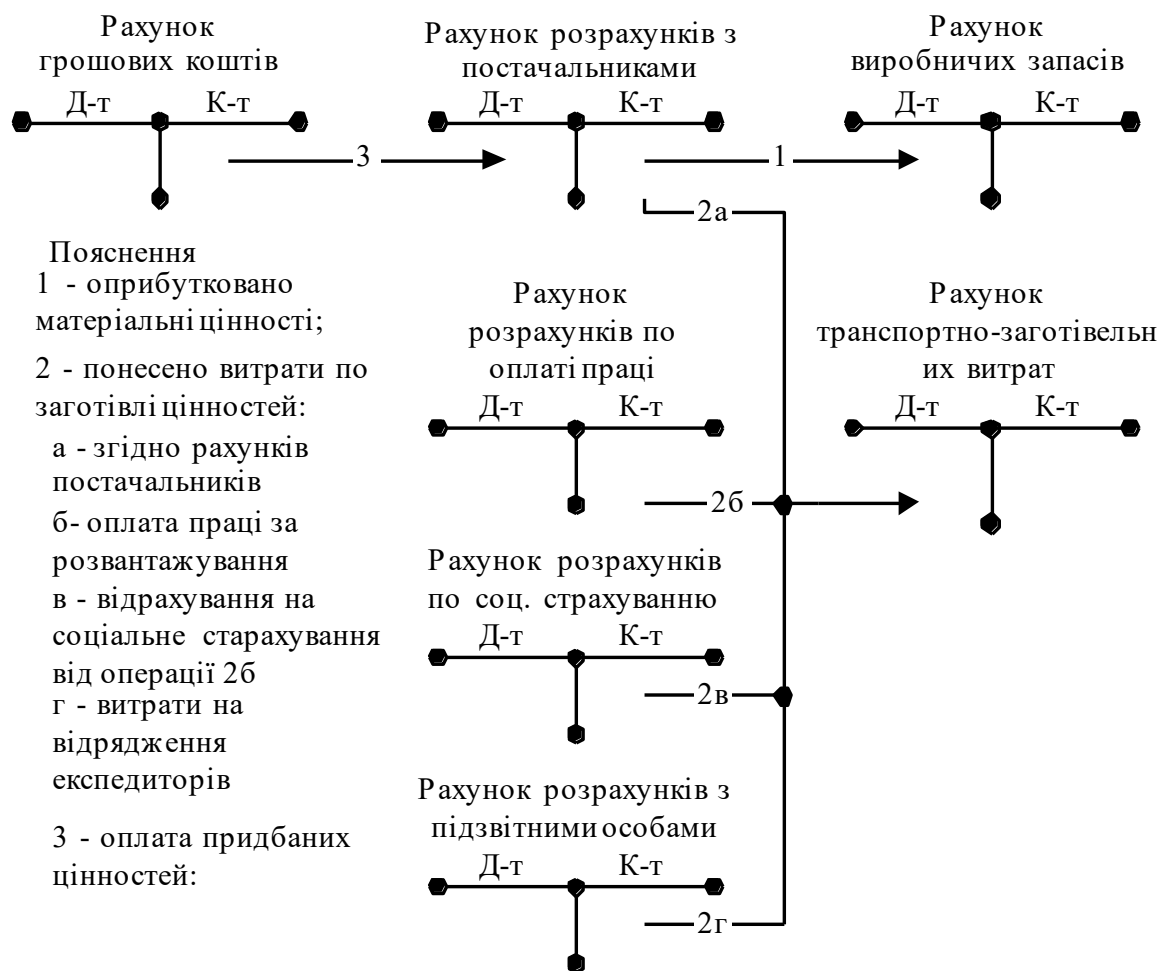 Рахунок
грошових коштів
Д-т К-т
Рахунок розрахунків з
постачальниками
Д-т К-т
Рахунок
виробничих запасів
Д-т К-т
3
1
2а
Пояснення
1 - оприбутковано
матеріальні цінності;
2 - понесено витрати по
заготівлі цінностей:
а - згідно рахунків
постачальників
б- оплата праці за
розвантажування
в - відрахування на
соціальне старахування
від операції 2б
г - витрати на
відрядження
експедиторів
3 - оплата придбаних
цінностей:
Рахунок
розрахунків по
оплаті праці
Д-т К-т
2б
Рахунок
транспортно-заготівельн
их витрат
Д-т К-т
Рахунок розрахунків
по соц. страхуванню
Д-т К-т
2в
Рахунок розрахунків з
підзвітними особами
Д-т К-т
2г